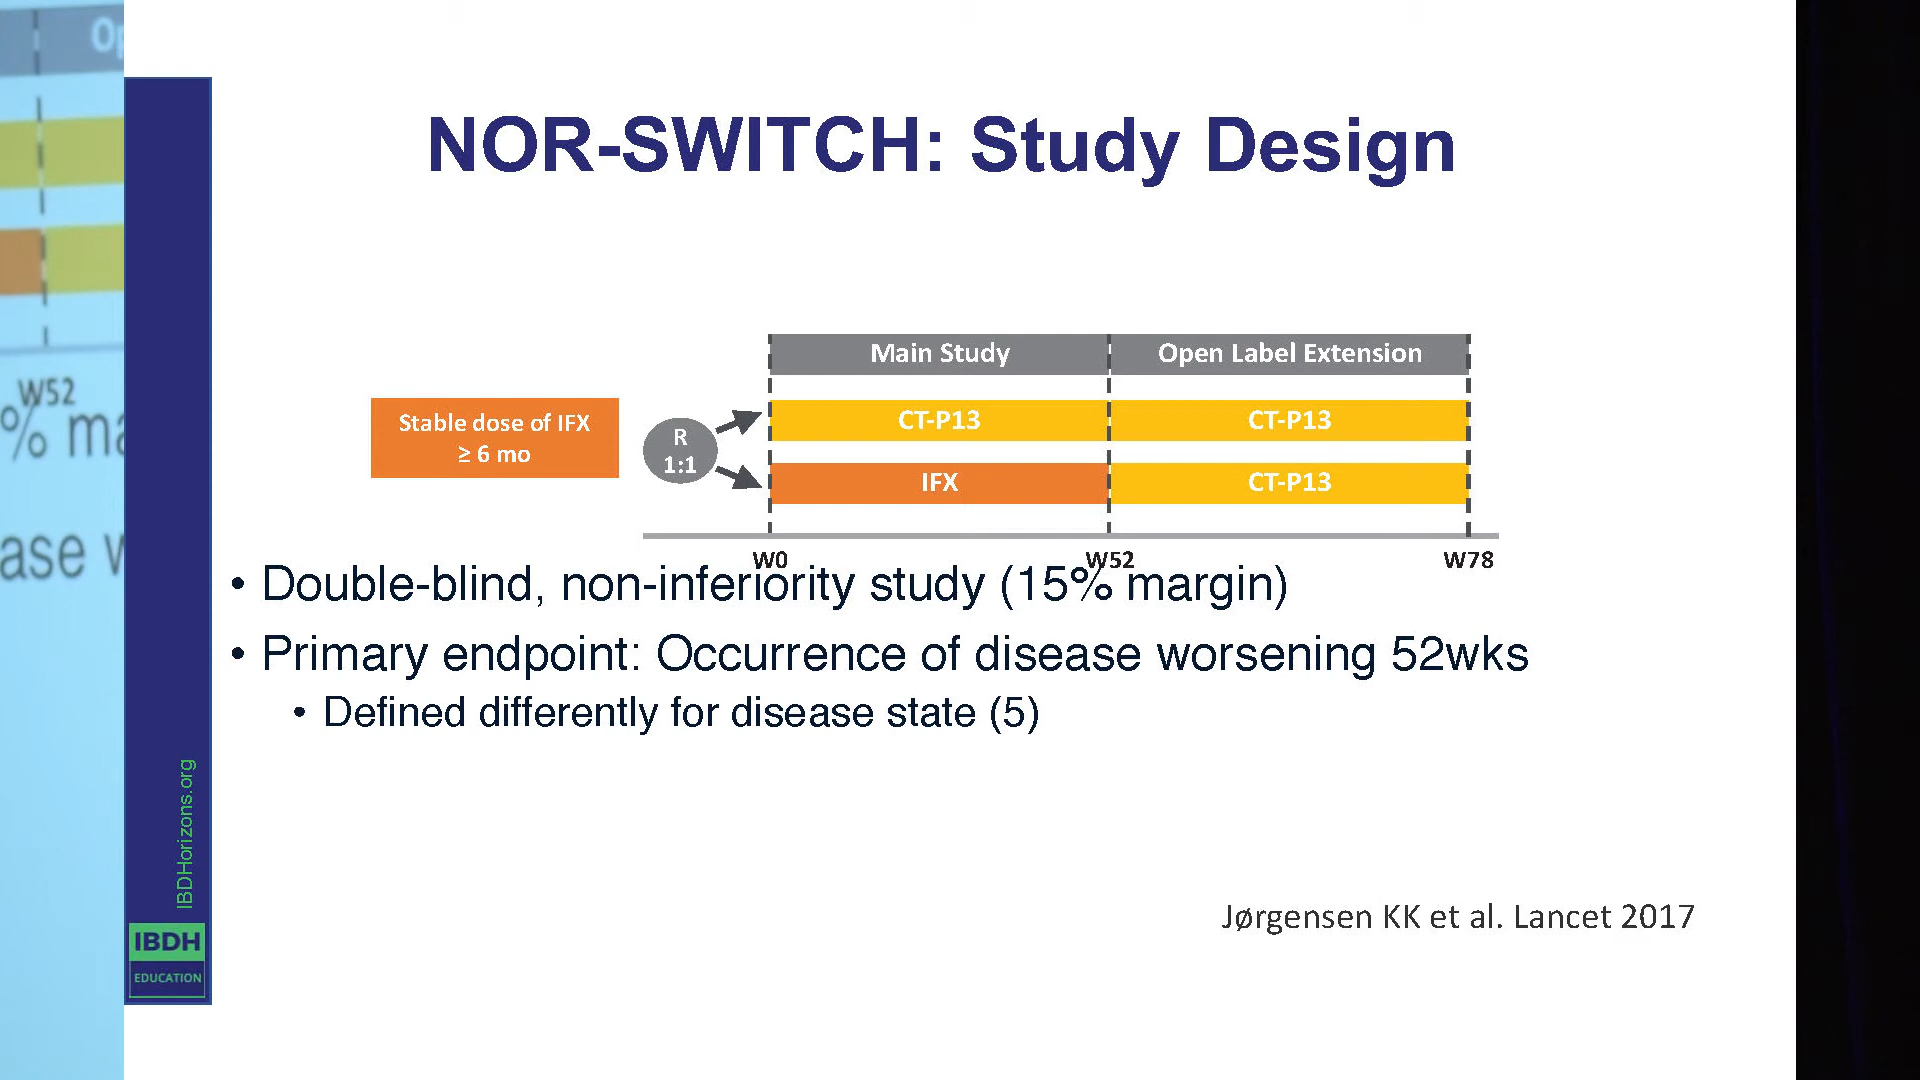 NOR-SWITCH: Study Design
Main Study
Open Label Extension
Stable dose of IFX
≥ 6 mo
R
1:1
CT-P13
CT-P13
IFX
CT-P13
W0
W52
W78
• Double-blind, non-inferiority study (15% margin)
• Primary endpoint: Occurrence of disease worsening 52wks
• Defined differently for disease state (5)
Jørgensen KK et al. Lancet 2017
IBDHorizons.org
IBDH
EDUCATION
W52